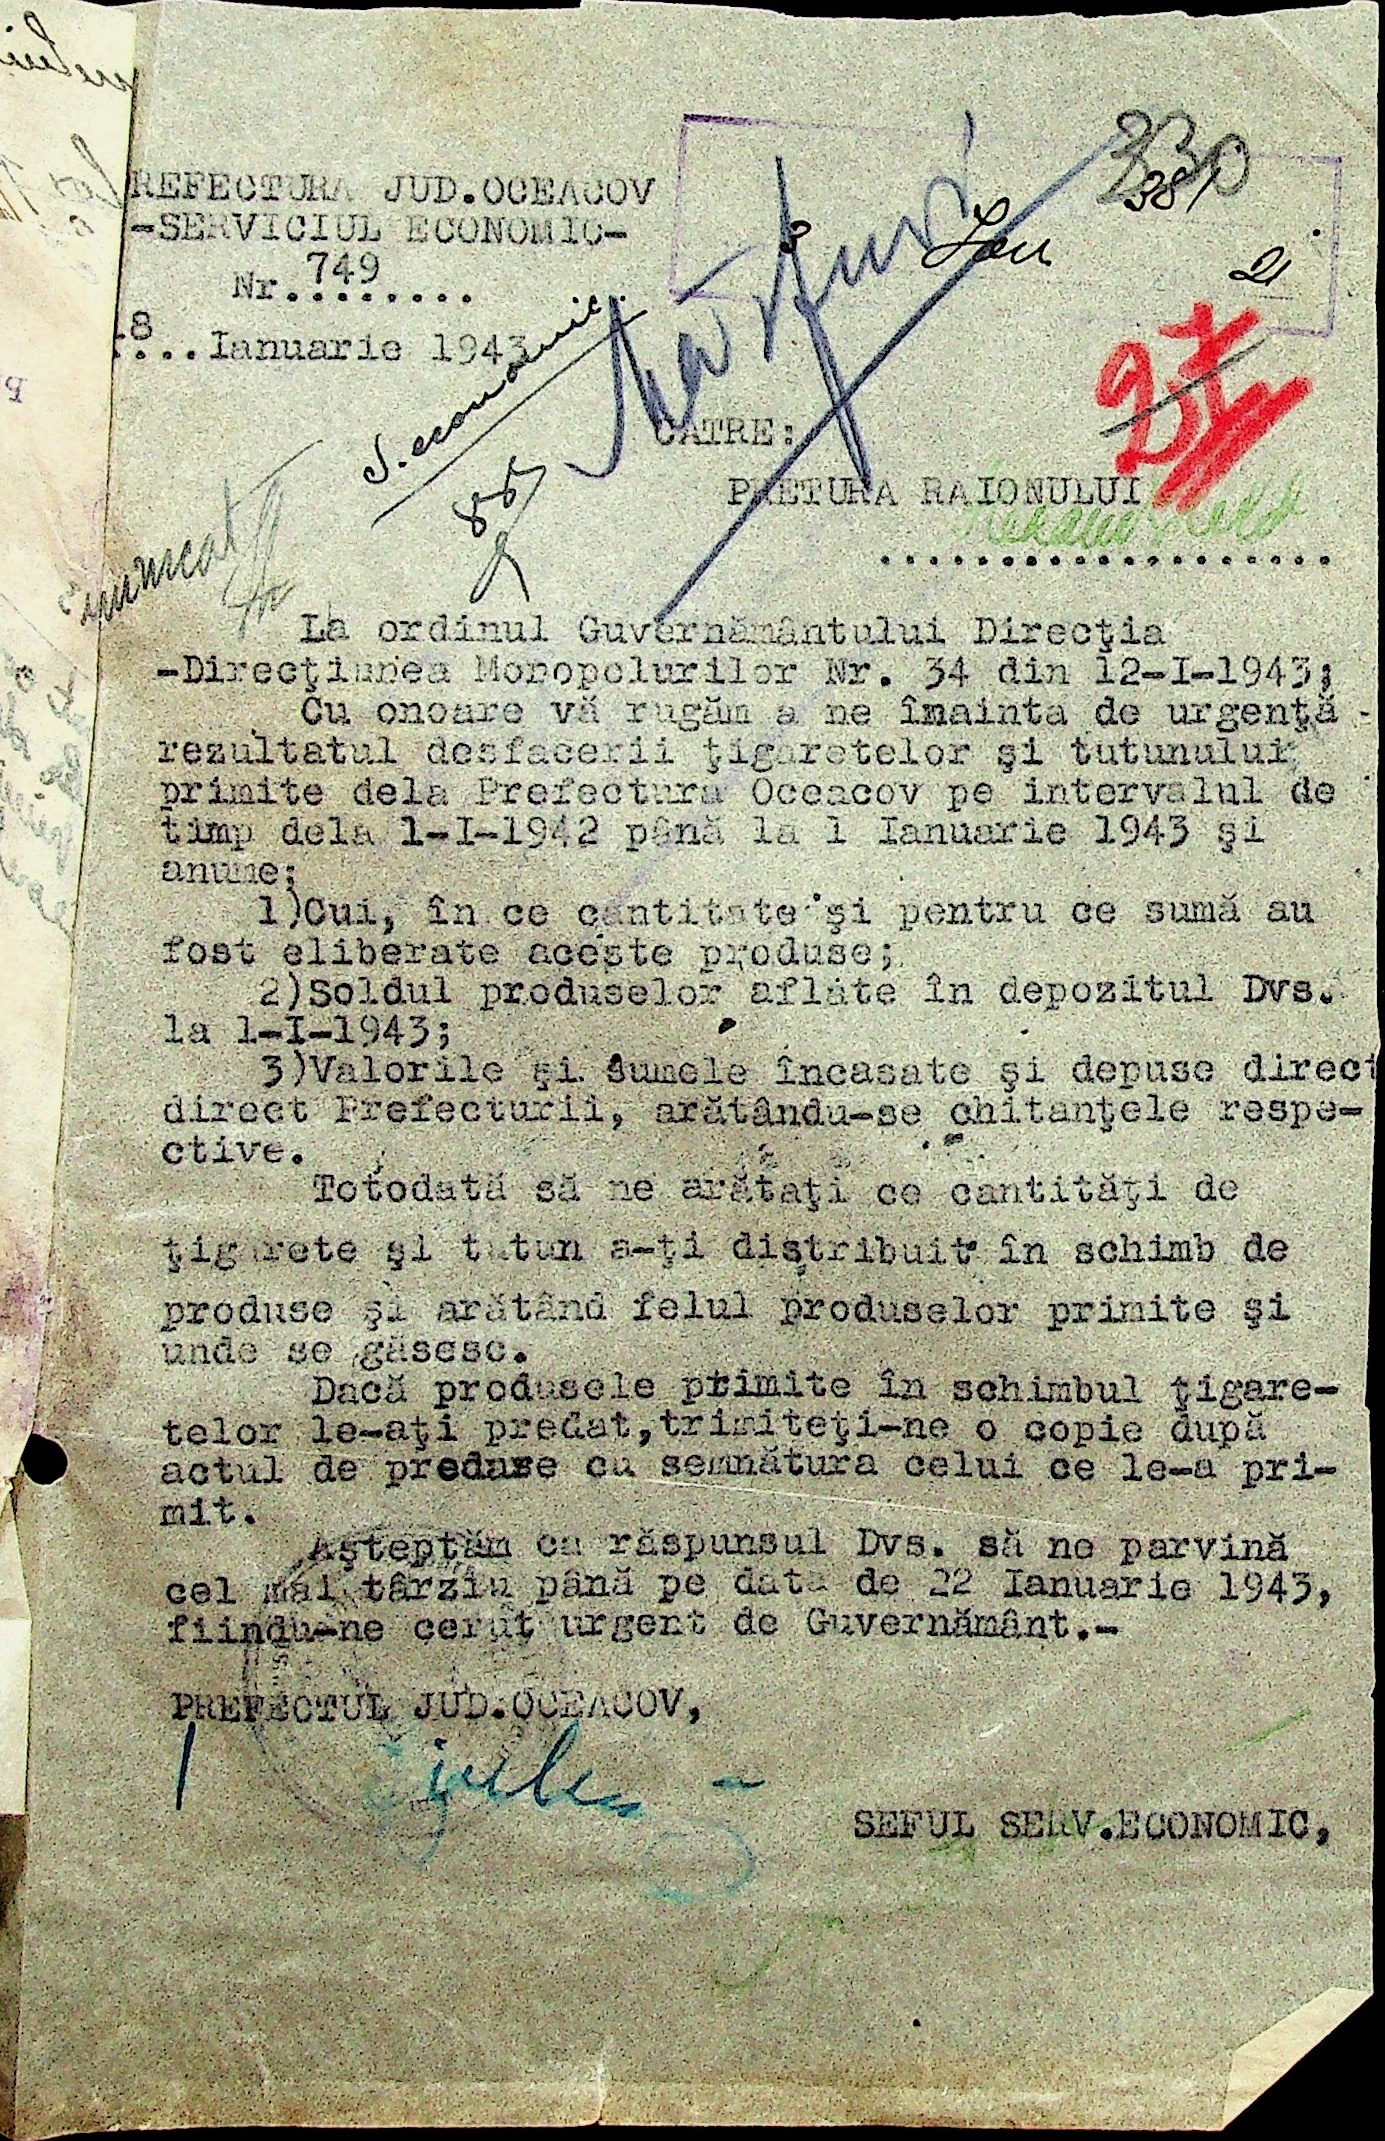 REFECTURA JUD.OCEACOV
-SERVICIUL ECONOMIC-
Nr.749.......
8...Ianuarie 1943
381
Ian
21
S. economic
CATRE:
PRETURA RAIONULUI
...................
La ordinul Guvernământului Direcţia
-Direcţiunea Monopolurilor Nr. 34 din 12-I-1943;
Cu onoare vă rugăm a ne înainta de urgenţă
rezultatul desfacerii ţigaretelor şi tutunului
primite dela Prefectura Oceacov pe intervalul de
timp dela 1-I-1942 până la 1 Ianuarie 1943 şi
anume:
1)Cui, în ce cantitate şi pentru ce sumă au
fost eliberate aceste produse;
2)Soldul produselor aflate în depozitul Dvs.
la 1-I-1943;
3)Valorile şi sumele încasate şi depuse direct
direct Prefecturii, arătându-se chitanţele respe-
ctive.
Totodată să ne arătaţi ce cantităţi de
ţigarete şi tutun a-ţi distribuit în schimb de
produse şi arătând felul produselor primite şi
unde se găsesc.
Dacă produsele primite în schimbul ţigare-
telor le-aţi predat,trimiteţi-ne o copie după
actul de predare cu semnătura celui ce le-a pri-
mit.
Aşteptăm ca răspunsul Dvs. să ne parvină
cel mai târziu până pe data de 22 Ianuarie 1943,
fiindu-ne cerut urgent de Guvernământ.-
PREFECTUL JUD.OCEACOV,
SEFUL SERV.ECONOMIC,